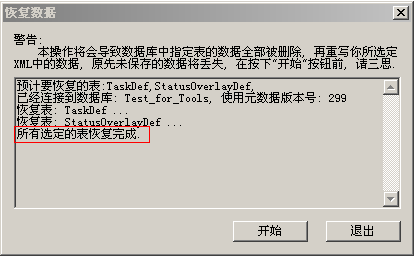 恢复数据
警告:
本操作将会导致数据库中指定表的数据全部被删除, 再重写你所选定
XML中的数据, 原先未保存的数据将丢失, 在按下"开始"按钮前, 请三思.
预计要恢复的表:TaskDef,StatusOverlayDef,
已经连接到数据库: Test_for_Tools, 使用元数据版本号: 299
恢复表: TaskDef ...
恢复表: StatusOverlayDef ...
所有选定的表恢复完成.
开始
退出